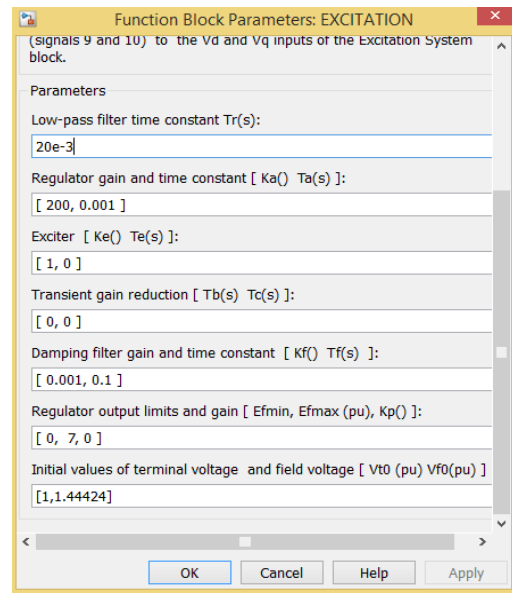 Function Block Parameters: EXCITATION
(signals 9 and 10) to the Vd and Vq inputs of the Excitation System
block.
Parameters
Low-pass filter time constant Tr(s):
20e-3
Regulator gain and time constant [ Ka() Ta(s) ]:
[ 200, 0.001 ]
Exciter [ Ke() Te(s) ]:
[ 1, 0 ]
Transient gain reduction [ Tb(s) Tc(s) ]:
[ 0, 0 ]
Damping filter gain and time constant [ Kf() Tf(s) ]:
[ 0.001, 0.1 ]
Regulator output limits and gain [ Efmin, Efmax (pu), Kp() ]:
[ 0, 7, 0 ]
Initial values of terminal voltage and field voltage [ Vt0 (pu) Vf0(pu) ]
[1,1.44424]
OK Cancel Help Apply